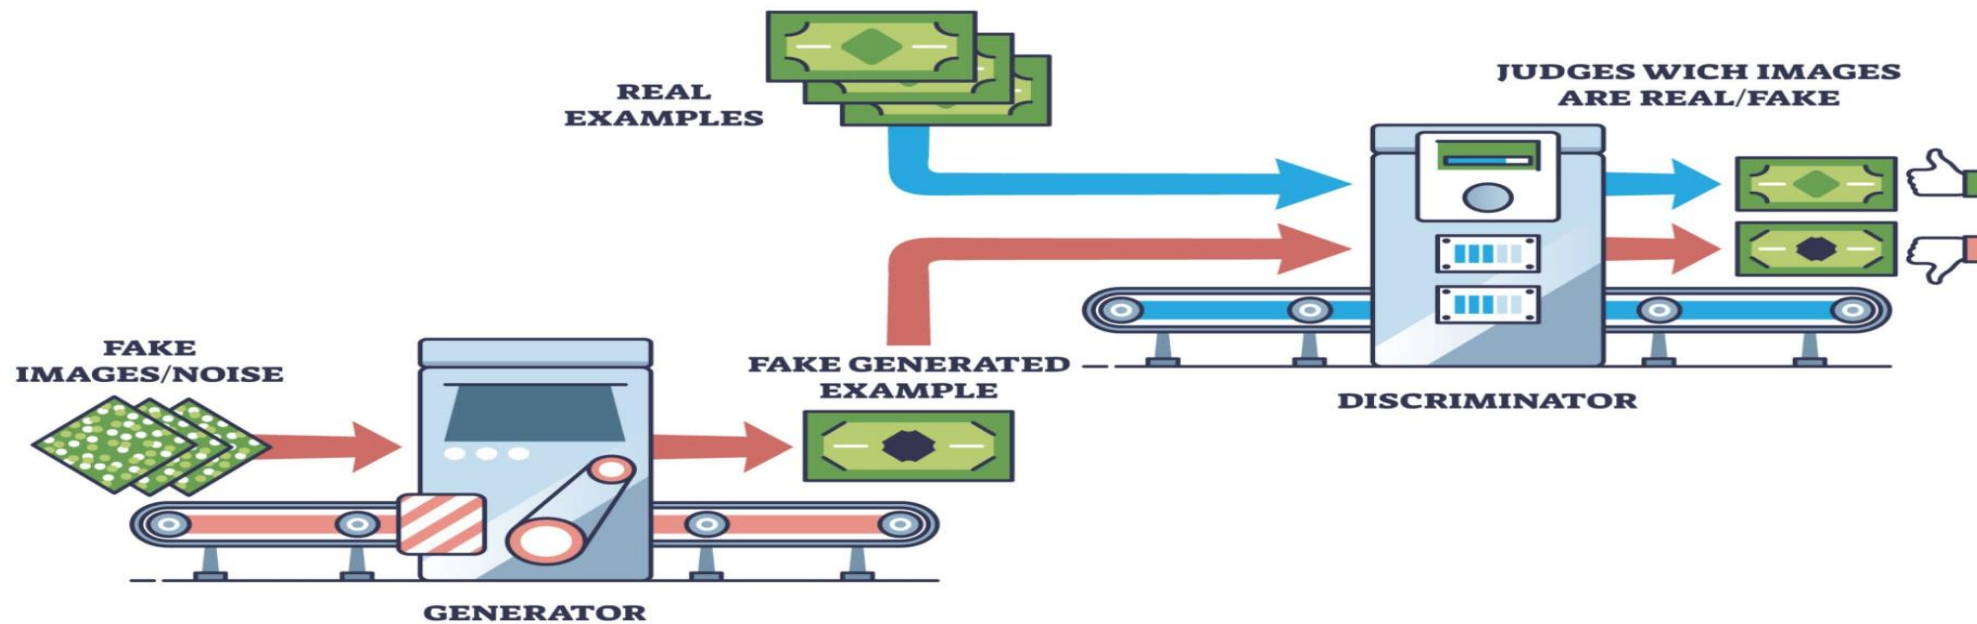 REAL
EXAMPLES
JUDGES WICH IMAGES
ARE REAL/FAKE
FAKE
IMAGES/NOISE
FAKE GENERATED
EXAMPLE
DISCRIMINATOR
GENERATOR